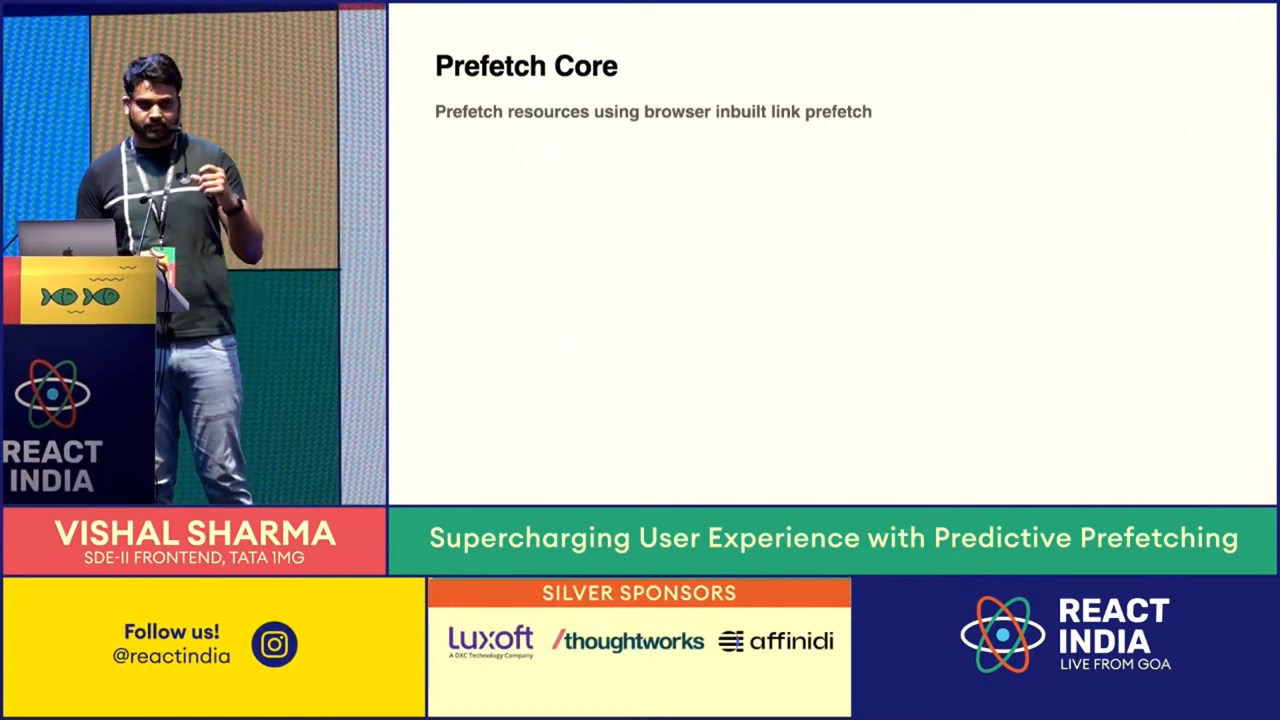 Prefetch Core
Prefetch resources using browser inbuilt link prefetch
REACT
INDIA
VISHAL SHARMA
SDE-II FRONTEND, TATA 1MG
Supercharging User Experience with Predictive Prefetching
Follow us!
@reactindia
SILVER SPONSORS
Luxoft
A DXC Technology Company
/thoughtworks
affinidi
REACT
INDIA
LIVE FROM GOA